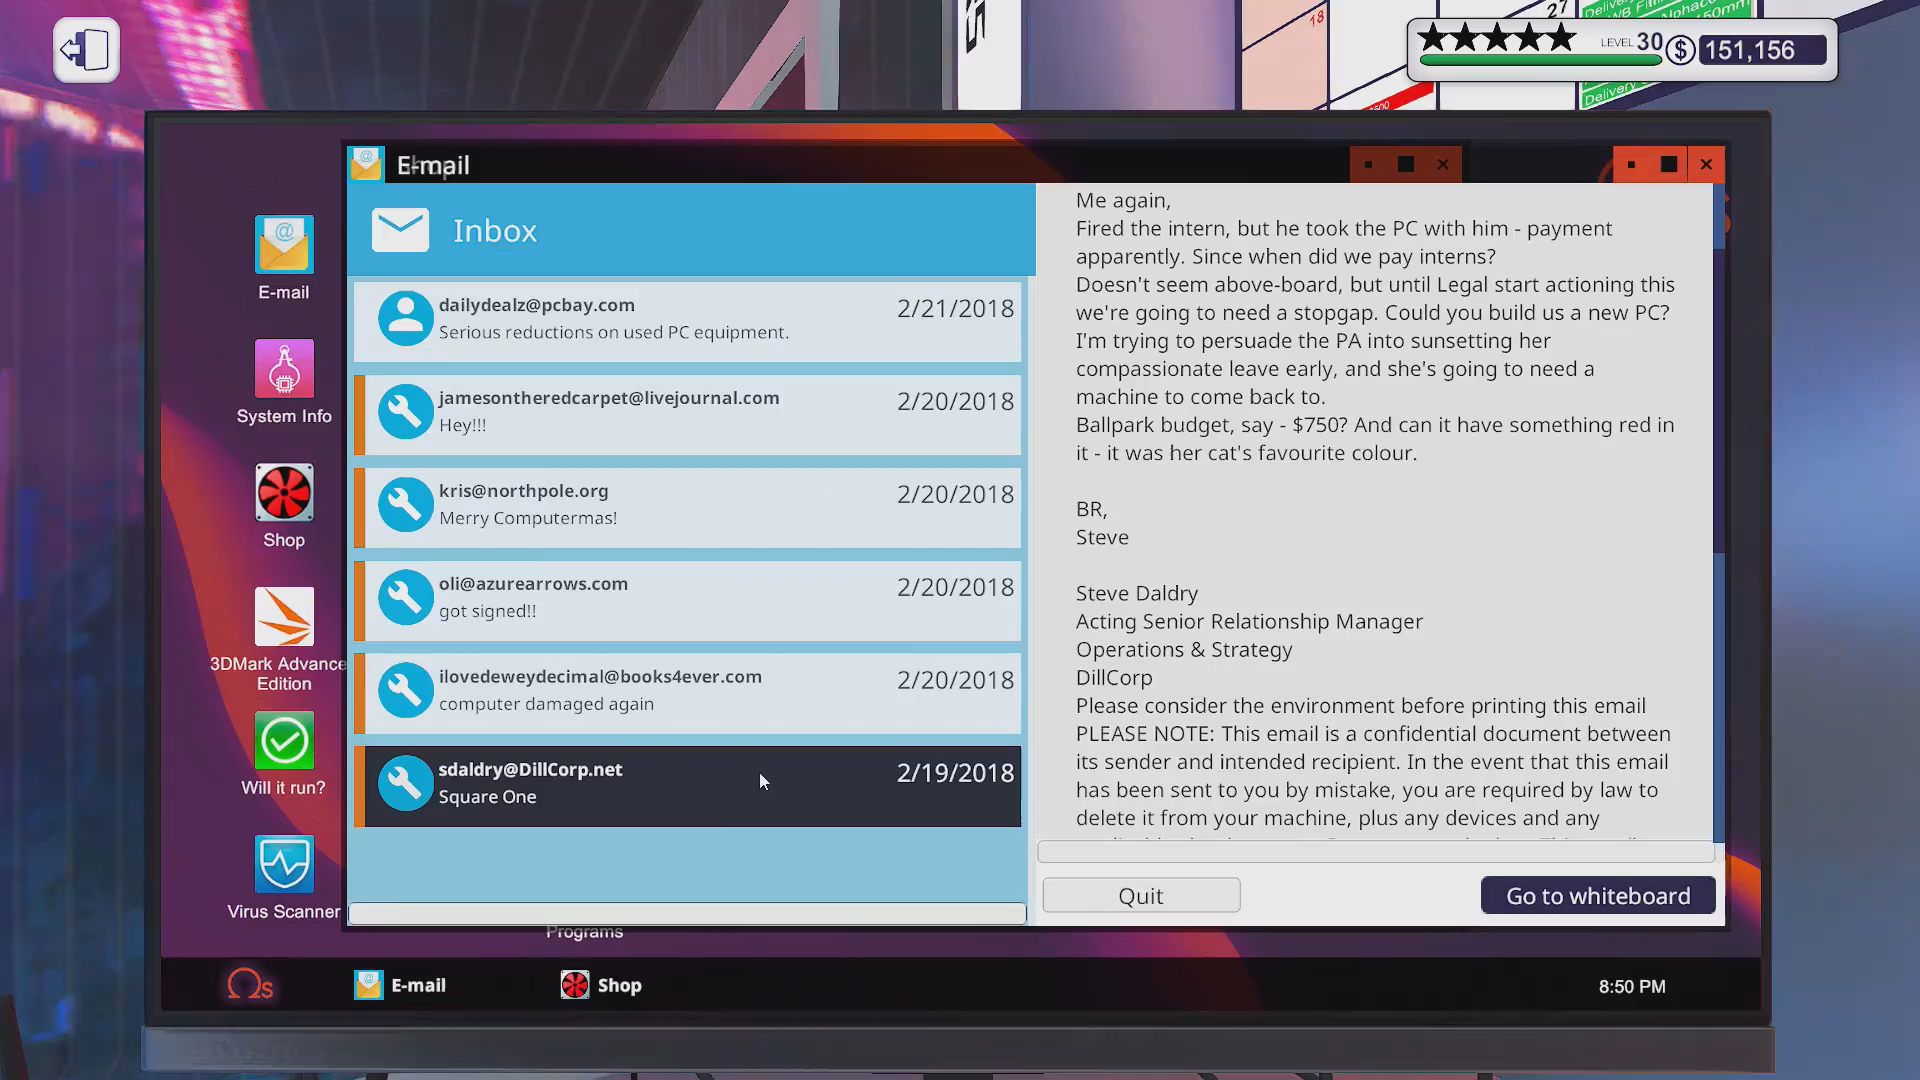 18
27
Delivery
WB
Alphaco
150mm
Delivery
LEVEL 30
$ 151,156
E-mail
E-mail
System Info
Shop
3DMark Advance
Edition
Will it run?
Virus Scanner
Programs
Inbox
dailydealz@pcbay.com
2/21/2018
Serious reductions on used PC equipment.
jamesontheredcarpet@livejournal.com
2/20/2018
Hey!!!
kris@northpole.org
2/20/2018
Merry Computermas!
oli@azurearrows.com
2/20/2018
got signed!!
ilovedeweydecimal@books4ever.com
2/20/2018
computer damaged again
sdaldry@DillCorp.net
2/19/2018
Square One
Me again,
Fired the intern, but he took the PC with him - payment
apparently. Since when did we pay interns?
Doesn't seem above-board, but until Legal start actioning this
we're going to need a stopgap. Could you build us a new PC?
I'm trying to persuade the PA into sunsetting her
compassionate leave early, and she's going to need a
machine to come back to.
Ballpark budget, say - $750? And can it have something red in
it - it was her cat's favourite colour.
BR,
Steve
Steve Daldry
Acting Senior Relationship Manager
Operations & Strategy
DillCorp
Please consider the environment before printing this email
PLEASE NOTE: This email is a confidential document between
its sender and intended recipient. In the event that this email
has been sent to you by mistake, you are required by law to
delete it from your machine, plus any devices and any
Quit
Go to whiteboard
Ωs
E-mail
Shop
8:50 PM